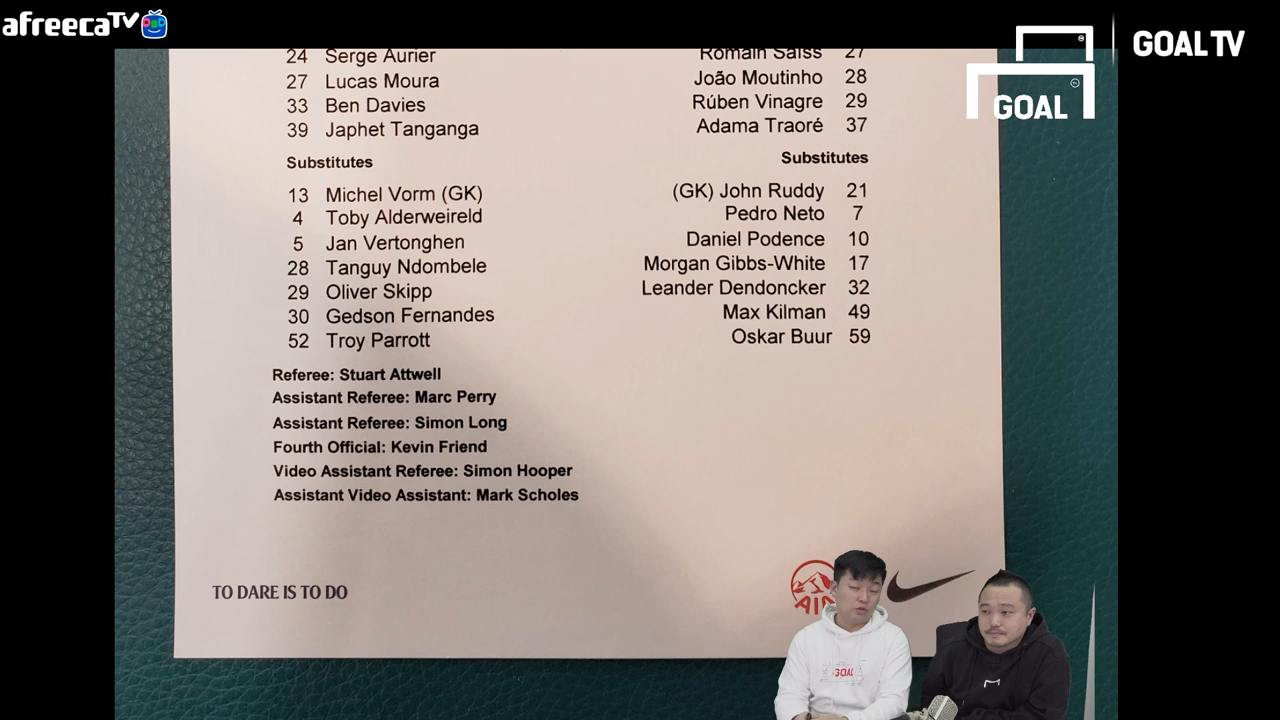 afreecaTV
GOAL
GOAL TV
24 Serge Aurier
27 Lucas Moura
33 Ben Davies
39 Japhet Tanganga
Substitutes
13 Michel Vorm (GK)
4 Toby Alderweireld
5 Jan Vertonghen
28 Tanguy Ndombele
29 Oliver Skipp
30 Gedson Fernandes
52 Troy Parrott
Romain Saïss 27
João Moutinho 28
Rúben Vinagre 29
Adama Traoré 37
Substitutes
(GK) John Ruddy 21
Pedro Neto 7
Daniel Podence 10
Morgan Gibbs-White 17
Leander Dendoncker 32
Max Kilman 49
Oskar Buur 59
Referee: Stuart Attwell
Assistant Referee: Marc Perry
Assistant Referee: Simon Long
Fourth Official: Kevin Friend
Video Assistant Referee: Simon Hooper
Assistant Video Assistant: Mark Scholes
TO DARE IS TO DO
GOAL